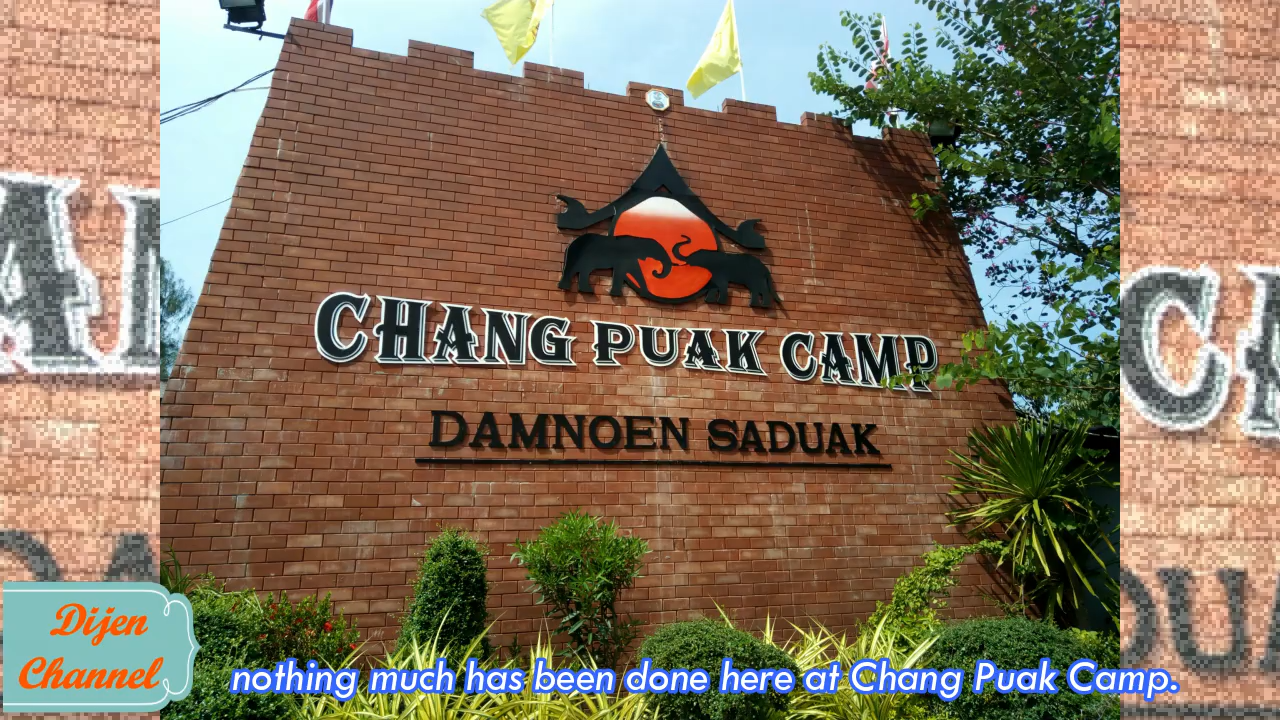 CHANG PUAK CAMP
DAMNOEN SADUAK
Dijen
Channel
nothing much has been done here at Chang Puak Camp.